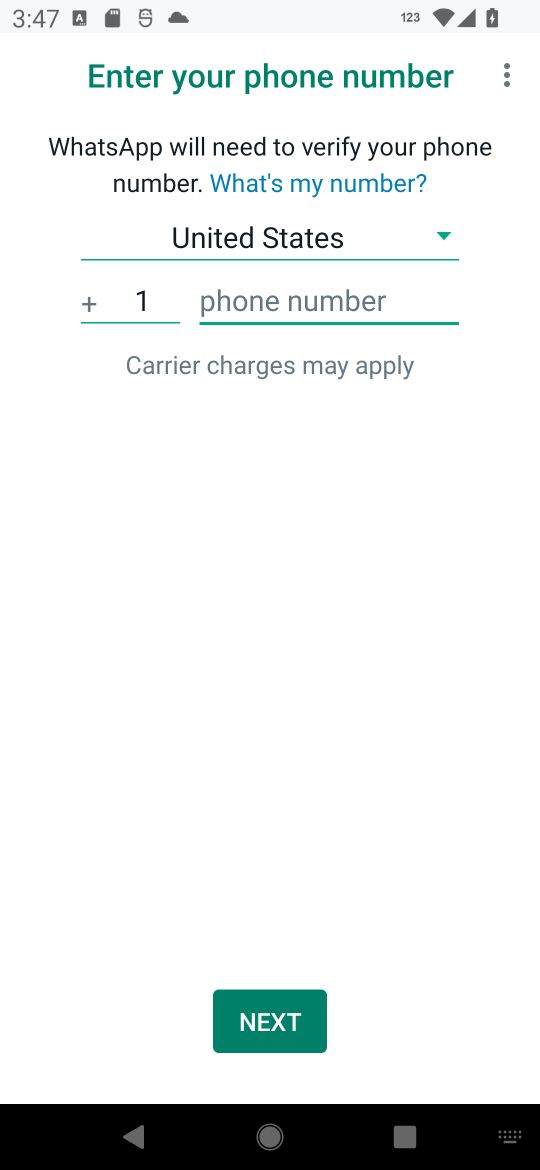 3:47
123
Enter your phone number
WhatsApp will need to verify your phone
number. What's my number?
United States
+ 1 phone number
Carrier charges may apply
NEXT